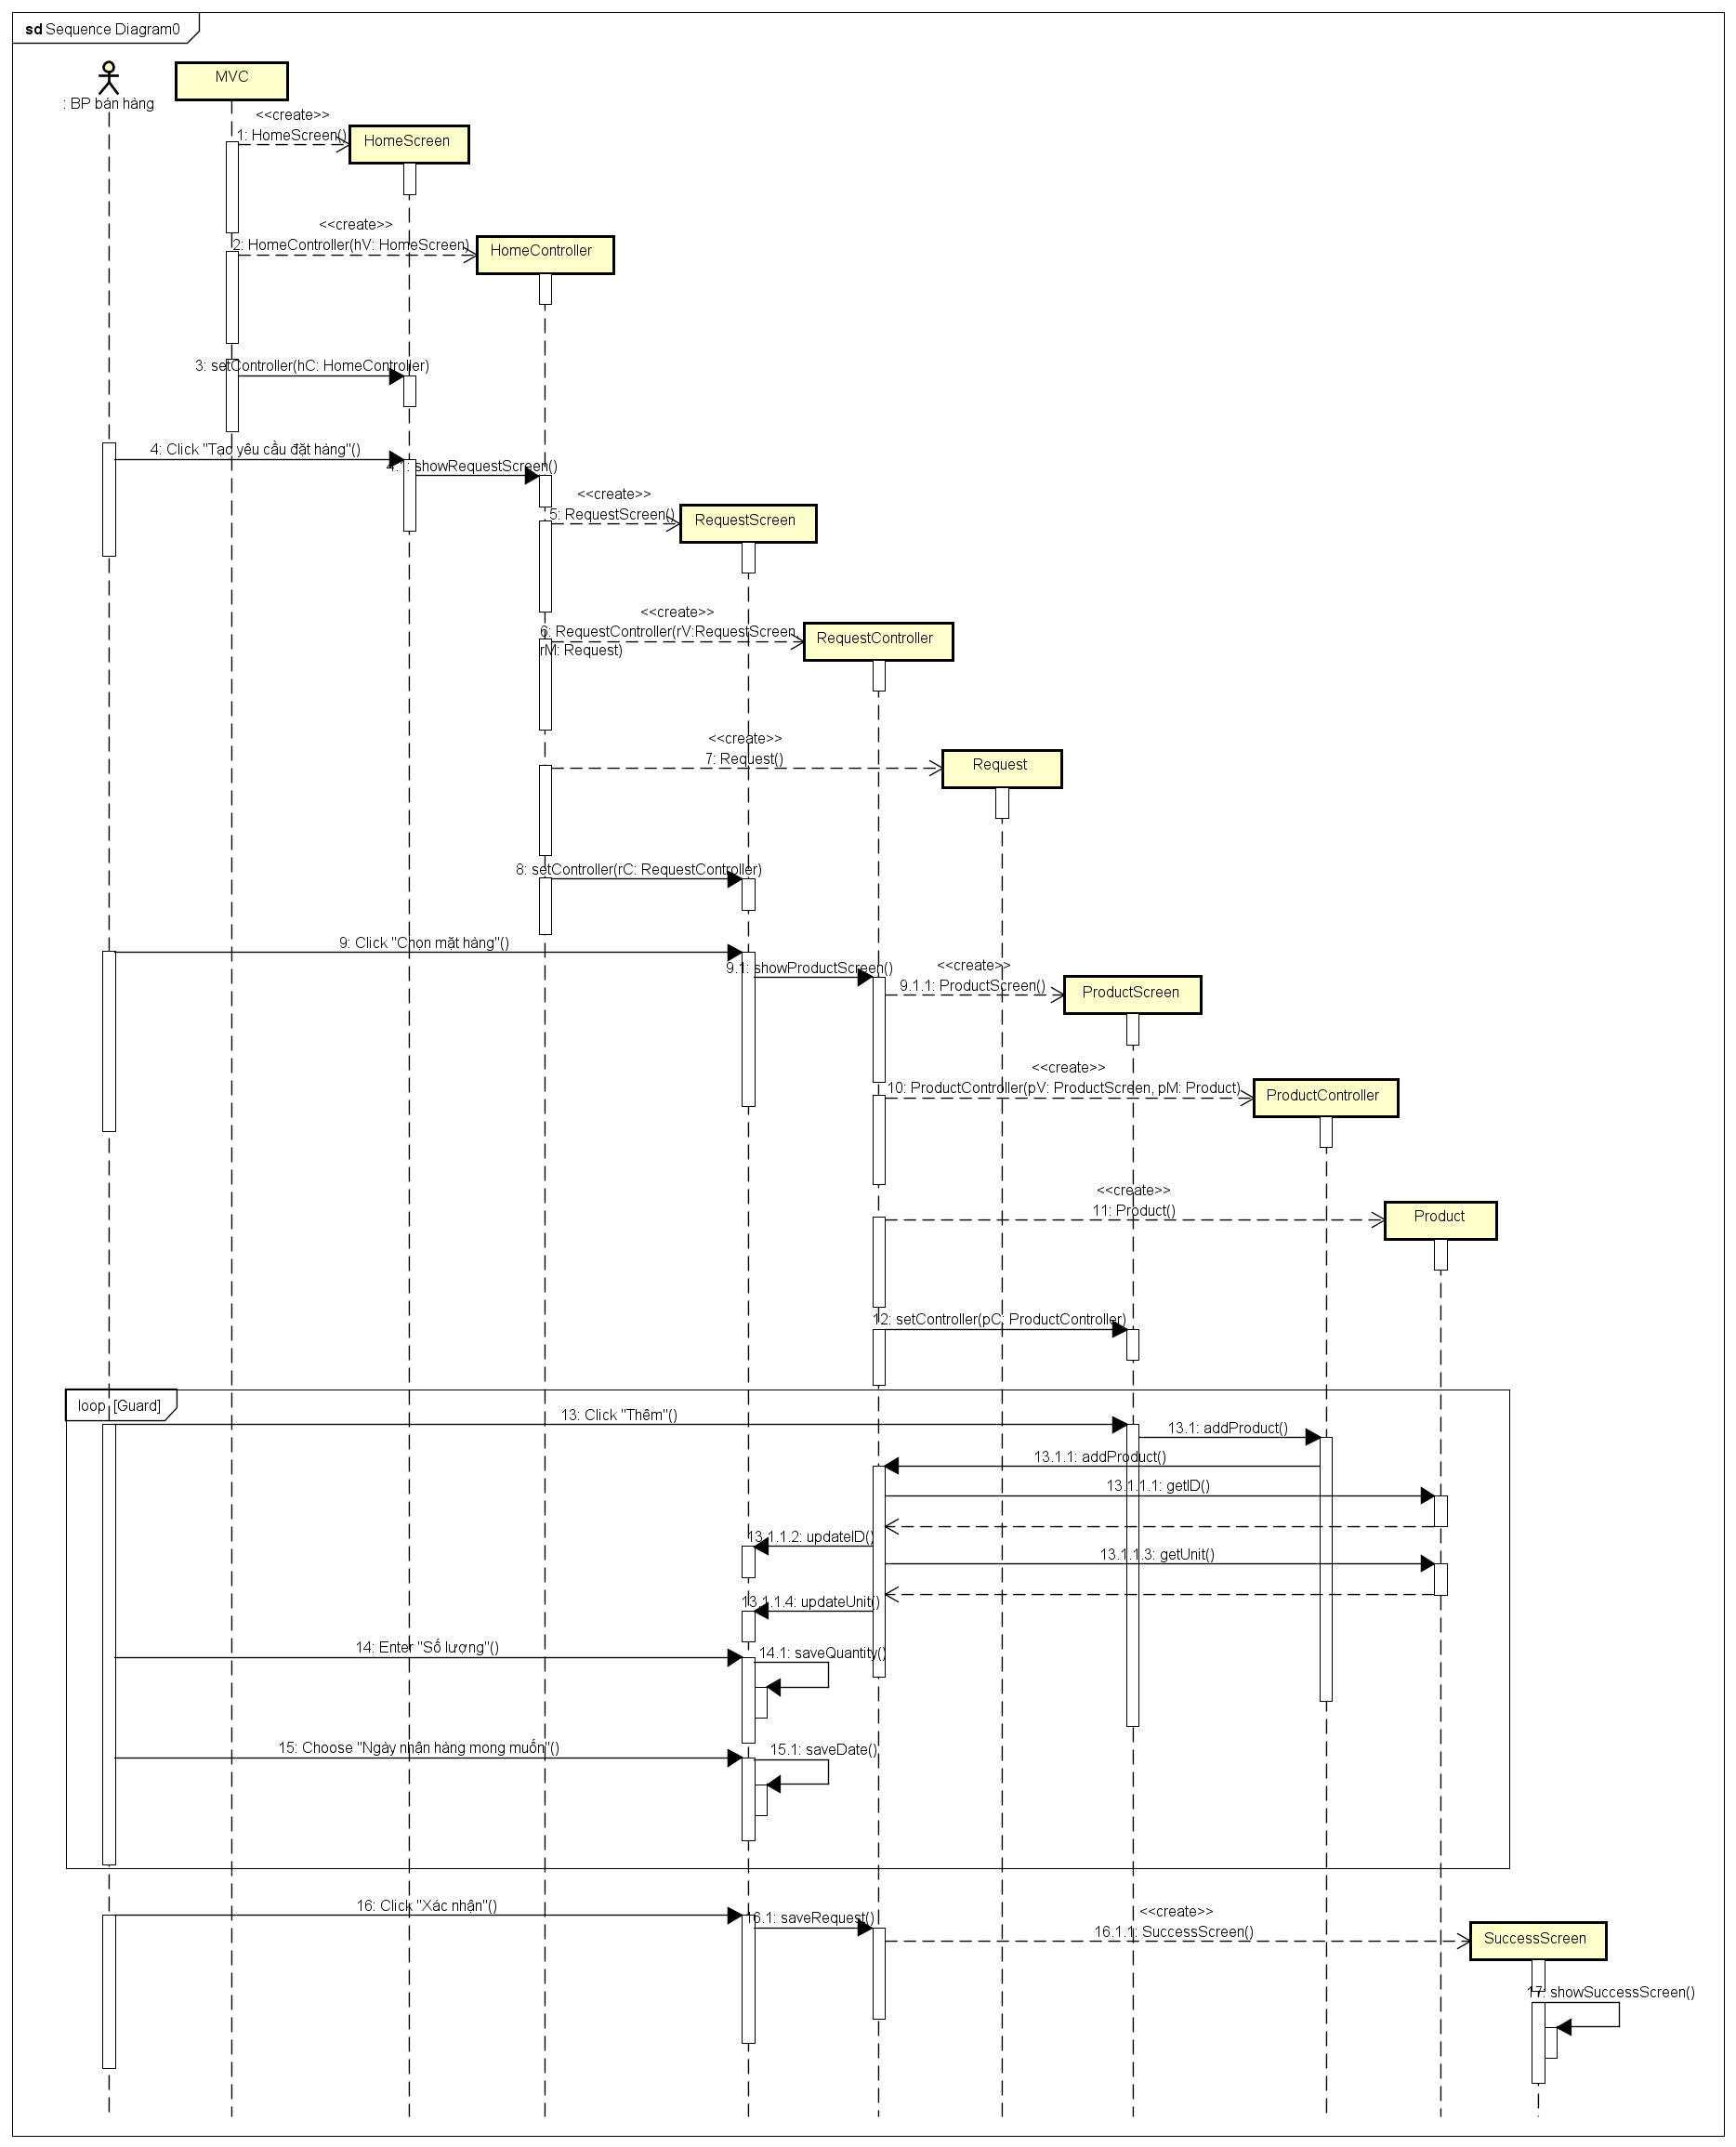 sd Sequence Diagram0
: BP bán hàng
MVC
<<create>>
1: HomeScreen()
HomeScreen
<<create>>
2: HomeController(hV: HomeScreen)
HomeController
3: setController(hC: HomeController)
4: Click "Tạo yêu cầu đặt hàng"()
4.1: showRequestScreen()
<<create>>
5: RequestScreen()
RequestScreen
<<create>>
6: RequestController(rV:RequestScreen,
rM: Request)
RequestController
<<create>>
7: Request()
Request
8: setController(rC: RequestController)
9: Click "Chọn mặt hàng"()
9.1: showProductScreen()
<<create>>
9.1.1: ProductScreen()
ProductScreen
<<create>>
10: ProductController(pV: ProductScreen, pM: Product)
ProductController
<<create>>
11: Product()
Product
12: setController(pC: ProductController)
loop [Guard]
13: Click "Thêm"()
13.1: addProduct()
13.1.1: addProduct()
13.1.1.1: getID()
13.1.1.2: updateID()
13.1.1.3: getUnit()
13.1.1.4: updateUnit()
14: Enter "Số lượng"()
14.1: saveQuantity()
15: Choose "Ngày nhận hàng mong muốn"()
15.1: saveDate()
16: Click "Xác nhận"()
16.1: saveRequest()
<<create>>
16.1.1: SuccessScreen()
SuccessScreen
17: showSuccessScreen()